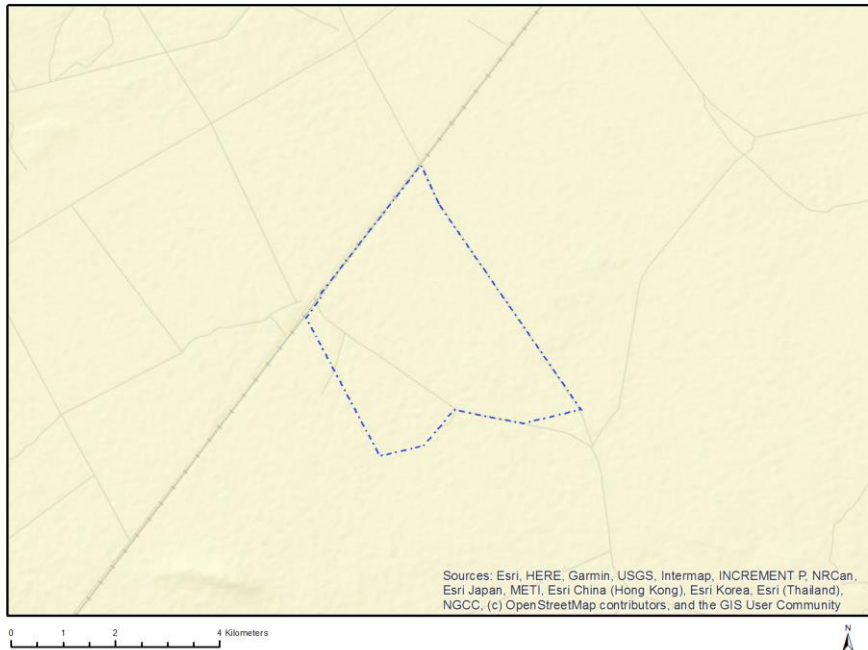 Sources: Esri, HERE, Garmin, USGS, Intermap, INCREMENT P, NRCan,
Esri Japan, METI, Esri China (Hong Kong), Esri Korea, Esri (Thailand),
NGCC, (c) OpenStreetMap contributors, and the GIS User Community
0 1 2 4 Kilometers
N